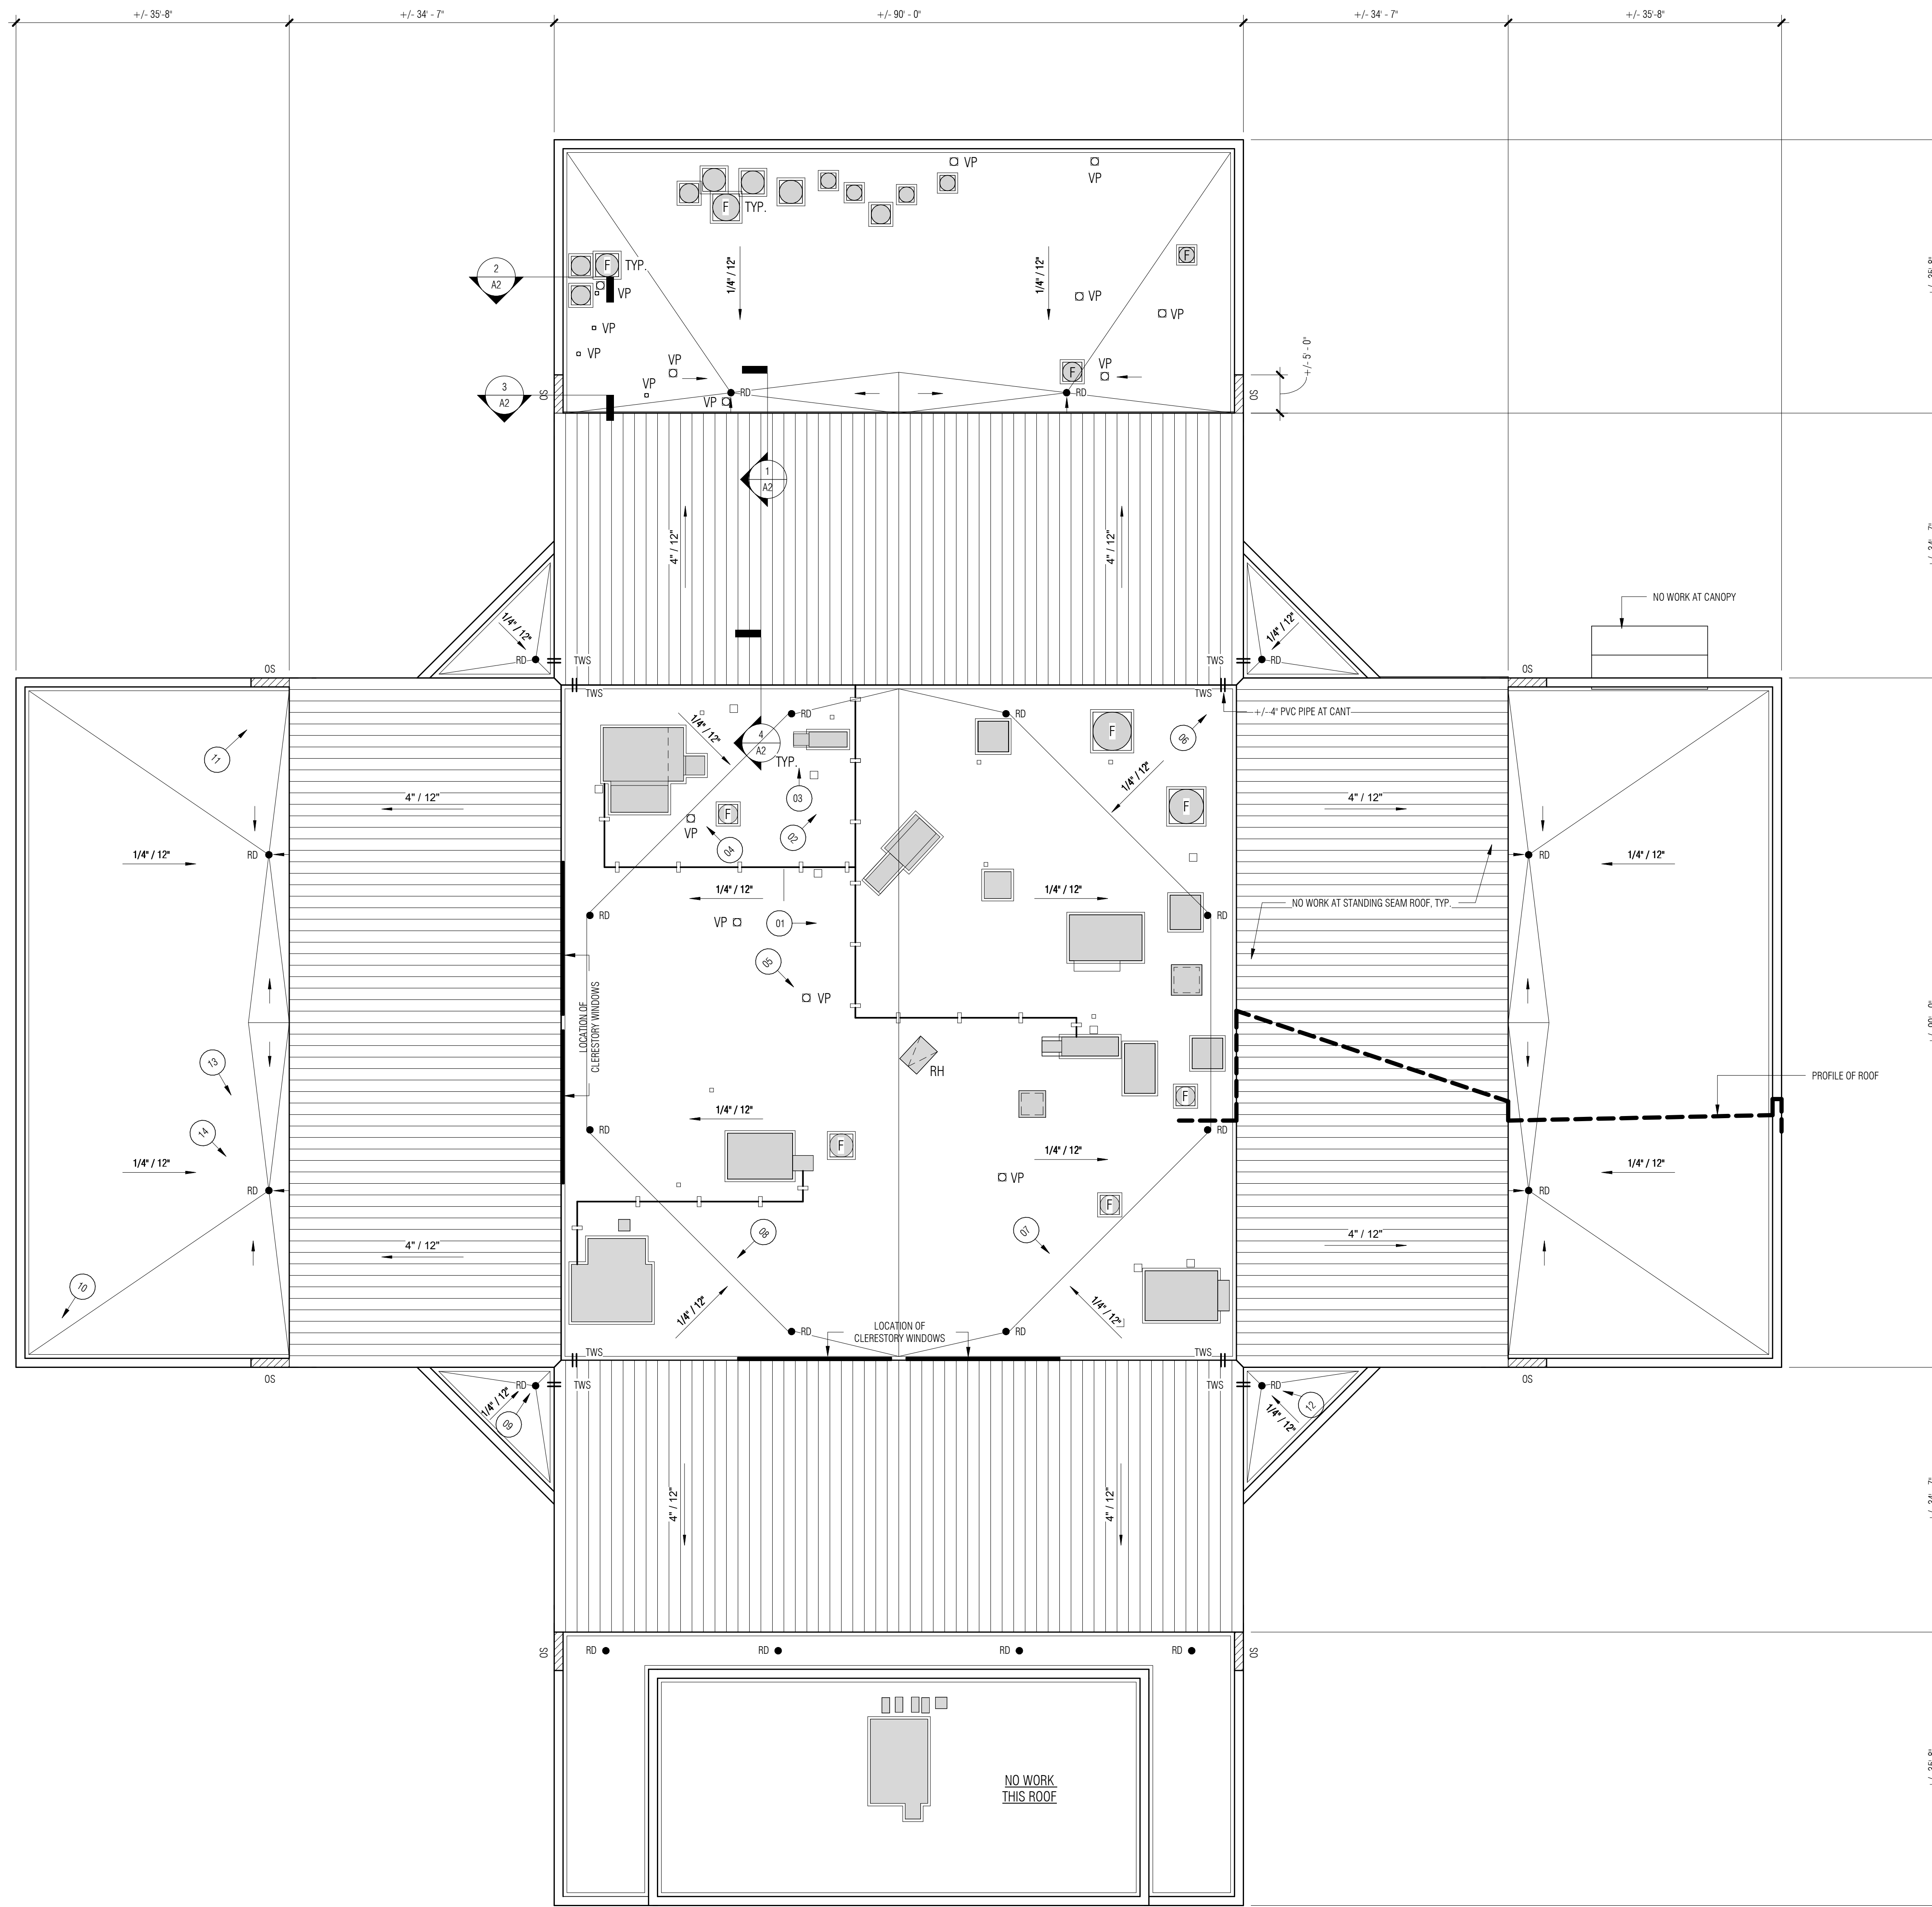 +/- 35'-8"
+/- 34' - 7"
+/- 90' - 0"
+/- 34' - 7"
+/- 35'-8"
VP
VP
F
TYP.
F
TYP.
F
2
A2
VP
1/4" / 12"
1/4" / 12"
VP
VP
VP
VP
+/- 5' - 0"
VP
F
VP
3
A2
OS
VP
VP
RD
RD
OS
1
A2
4" / 12"
4" / 12"
NO WORK AT CANOPY
1/4" / 12"
1/4" / 12"
RD
TWS
TWS
RD
OS
OS
TWS
TWS
+/--4" PVC PIPE AT CANT
RD
RD
1/4" / 12"
4
A2
TYP.
F
06
11
1/4" / 12"
4" / 12"
03
4" / 12"
F
F
VP
02
04
1/4" / 12"
RD
RD
1/4" / 12"
1/4" / 12"
1/4" / 12"
NO WORK AT STANDING SEAM ROOF, TYP.
RD
VP
01
RD
05
VP
LOCATION OF
CLERESTORY WINDOWS
13
RH
PROFILE OF ROOF
F
14
1/4" / 12"
RD
F
RD
1/4" / 12"
1/4" / 12"
1/4" / 12"
VP
RD
RD
F
08
07
4" / 12"
4" / 12"
10
1/4" / 12"
1/4" / 12"
RD
LOCATION OF
CLERESTORY WINDOWS
RD
TWS
TWS
OS
OS
RD
TWS
TWS
RD
1/4" / 12"
09
12
1/4" / 12"
4" / 12"
4" / 12"
OS
RD
RD
RD
RD
OS
NO WORK
THIS ROOF